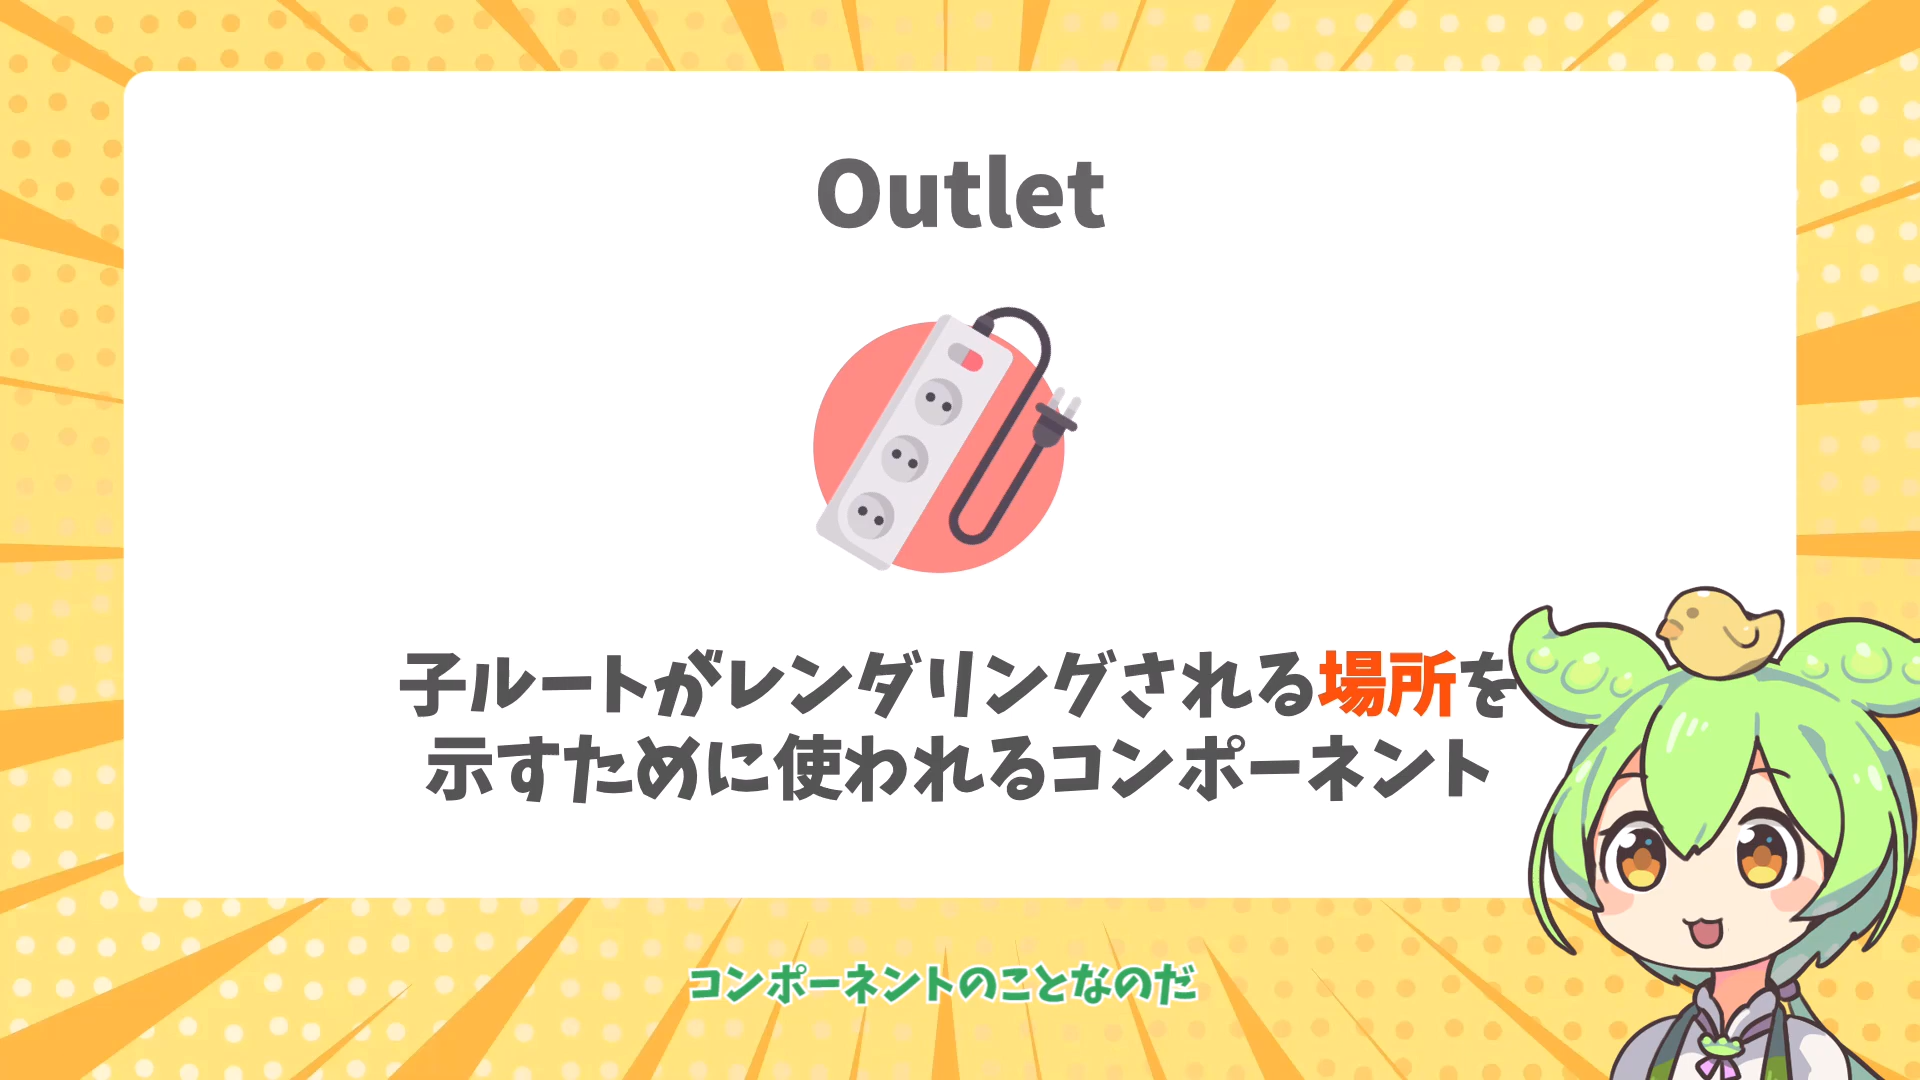 Outlet
子ルートがレンダリングされる場所を
示すために使われるコンポーネント
コンポーネントのことなのだ